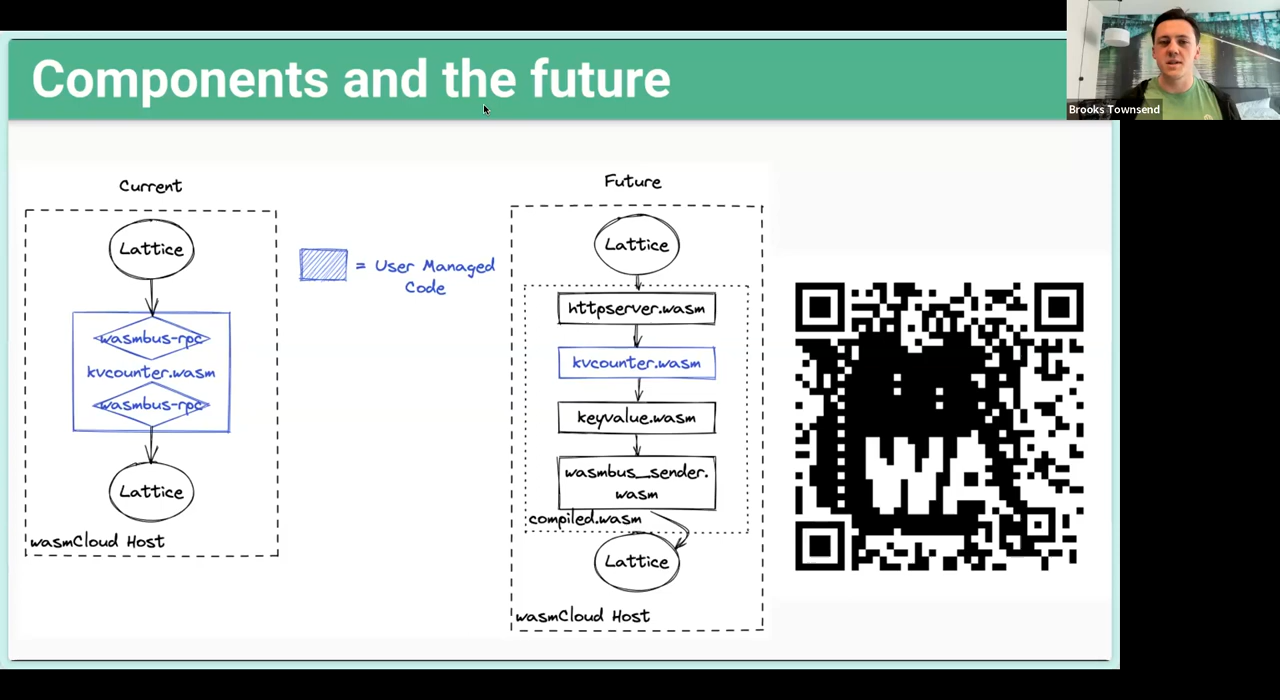 Components and the future
Brooks Townsend
Current
Lattice
wasmbus-rpc
kvcounter.wasm
wasmbus-rpc
Lattice
wasmCloud Host
= User Managed
Code
Future
Lattice
httpserver.wasm
kvcounter.wasm
keyvalue.wasm
wasmbus_sender.
wasm
compiled.wasm
Lattice
wasmCloud Host
WA